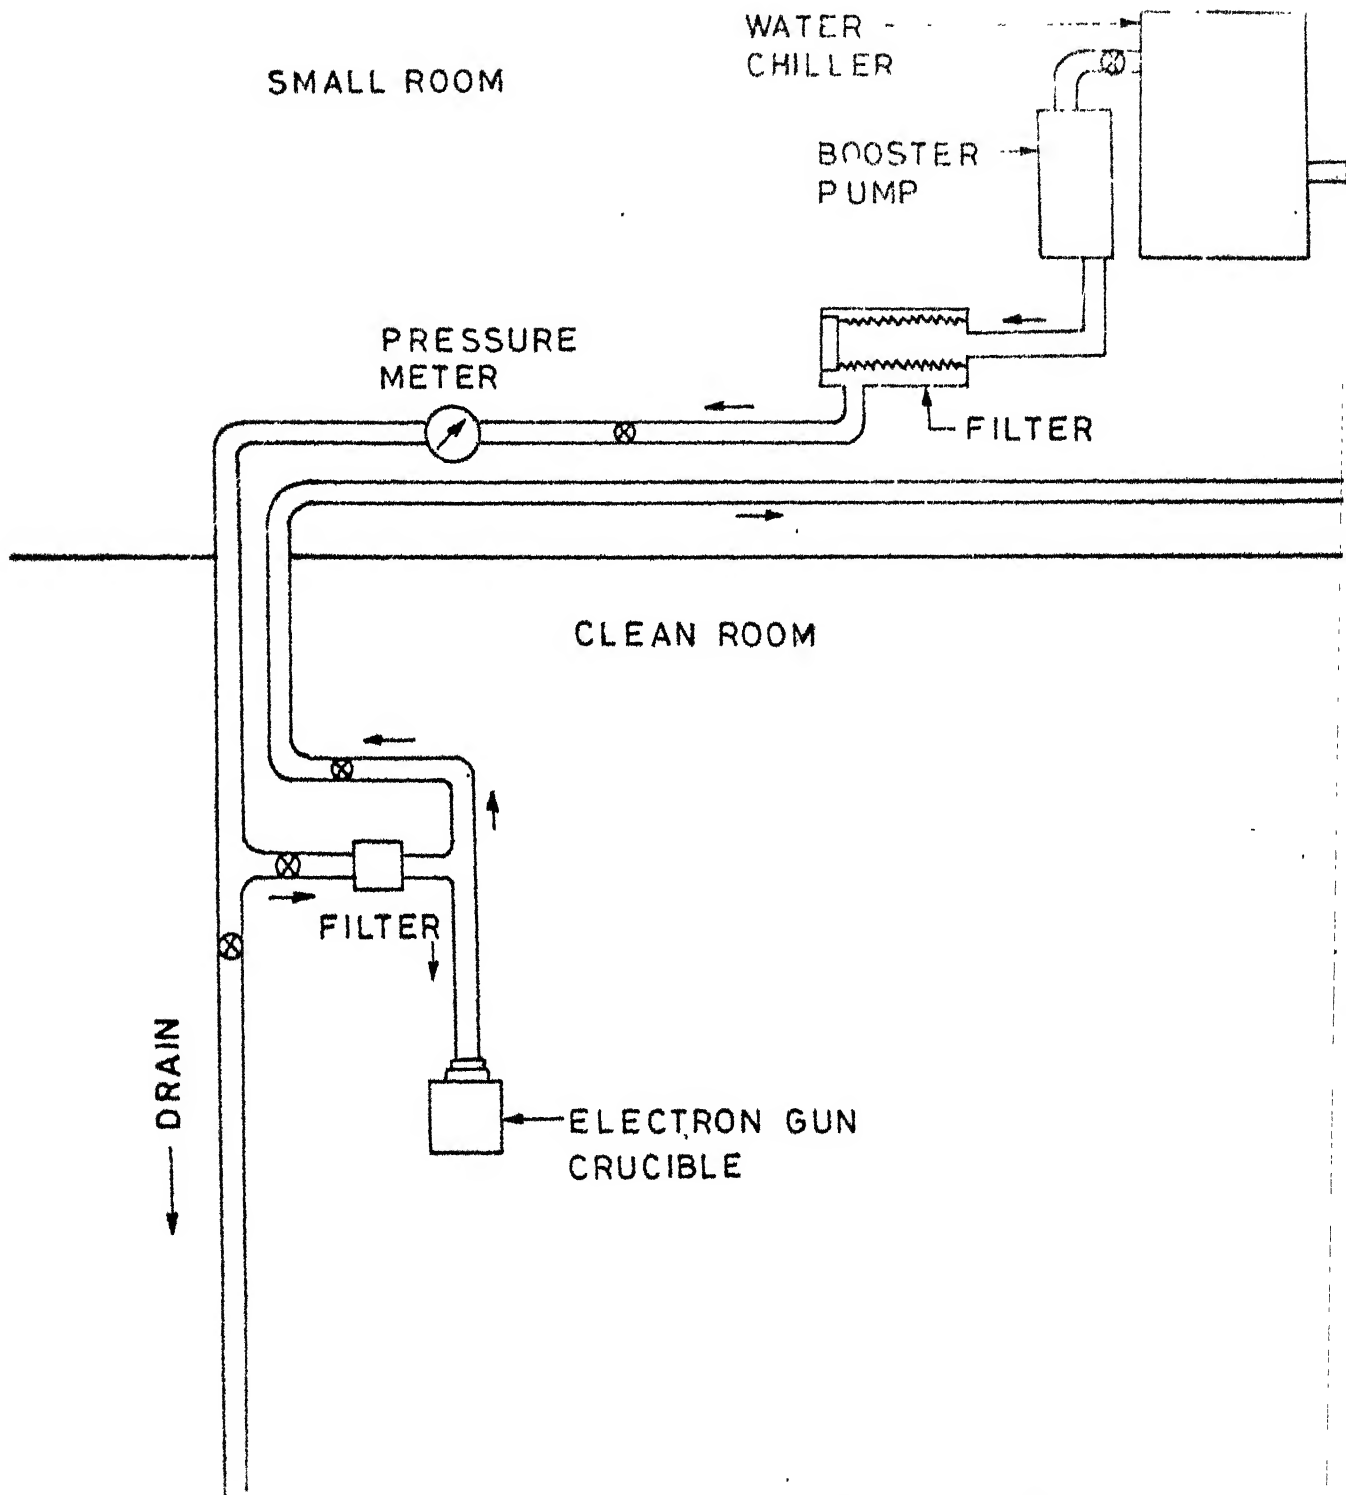 WATER
CHILLER
SMALL ROOM
BOOSTER
PUMP
PRESSURE
METER
FILTER
CLEAN ROOM
FILTER
DRAIN
ELECTRON GUN
CRUCIBLE